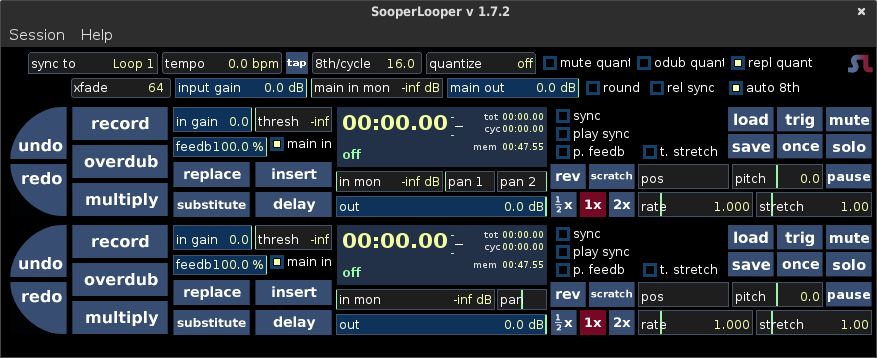 SooperLooper v 1.7.2
Session Help
sync to Loop 1 tempo 0.0 bpm tap 8th/cycle 16.0 quantize off mute quant odub quant repl quant
xfade 64 input gain 0.0 dB main in mon -inf dB main out 0.0 dB round rel sync auto 8th
undo redo
record
overdub
multiply
in gain 0.0 thresh -inf
feedb100.0 % main in
replace insert
substitute delay
00:00.00 -- tot 00:00.00
cyc 00:00.00
off mem 00:47.55
in mon -inf dB pan 1 pan 2
out 0.0 dB
sync
play sync
p. feedb t. stretch
load trig mute
save once solo
rev scratch pos pitch 0.0 pause
½x 1x 2x rate 1.000 stretch 1.00
undo redo
record
overdub
multiply
in gain 0.0 thresh -inf
feedb100.0 % main in
replace insert
substitute delay
00:00.00 -- tot 00:00.00
cyc 00:00.00
off mem 00:47.55
in mon -inf dB pan
out 0.0 dB
sync
play sync
p. feedb t. stretch
load trig mute
save once solo
rev scratch pos pitch 0.0 pause
½x 1x 2x rate 1.000 stretch 1.00